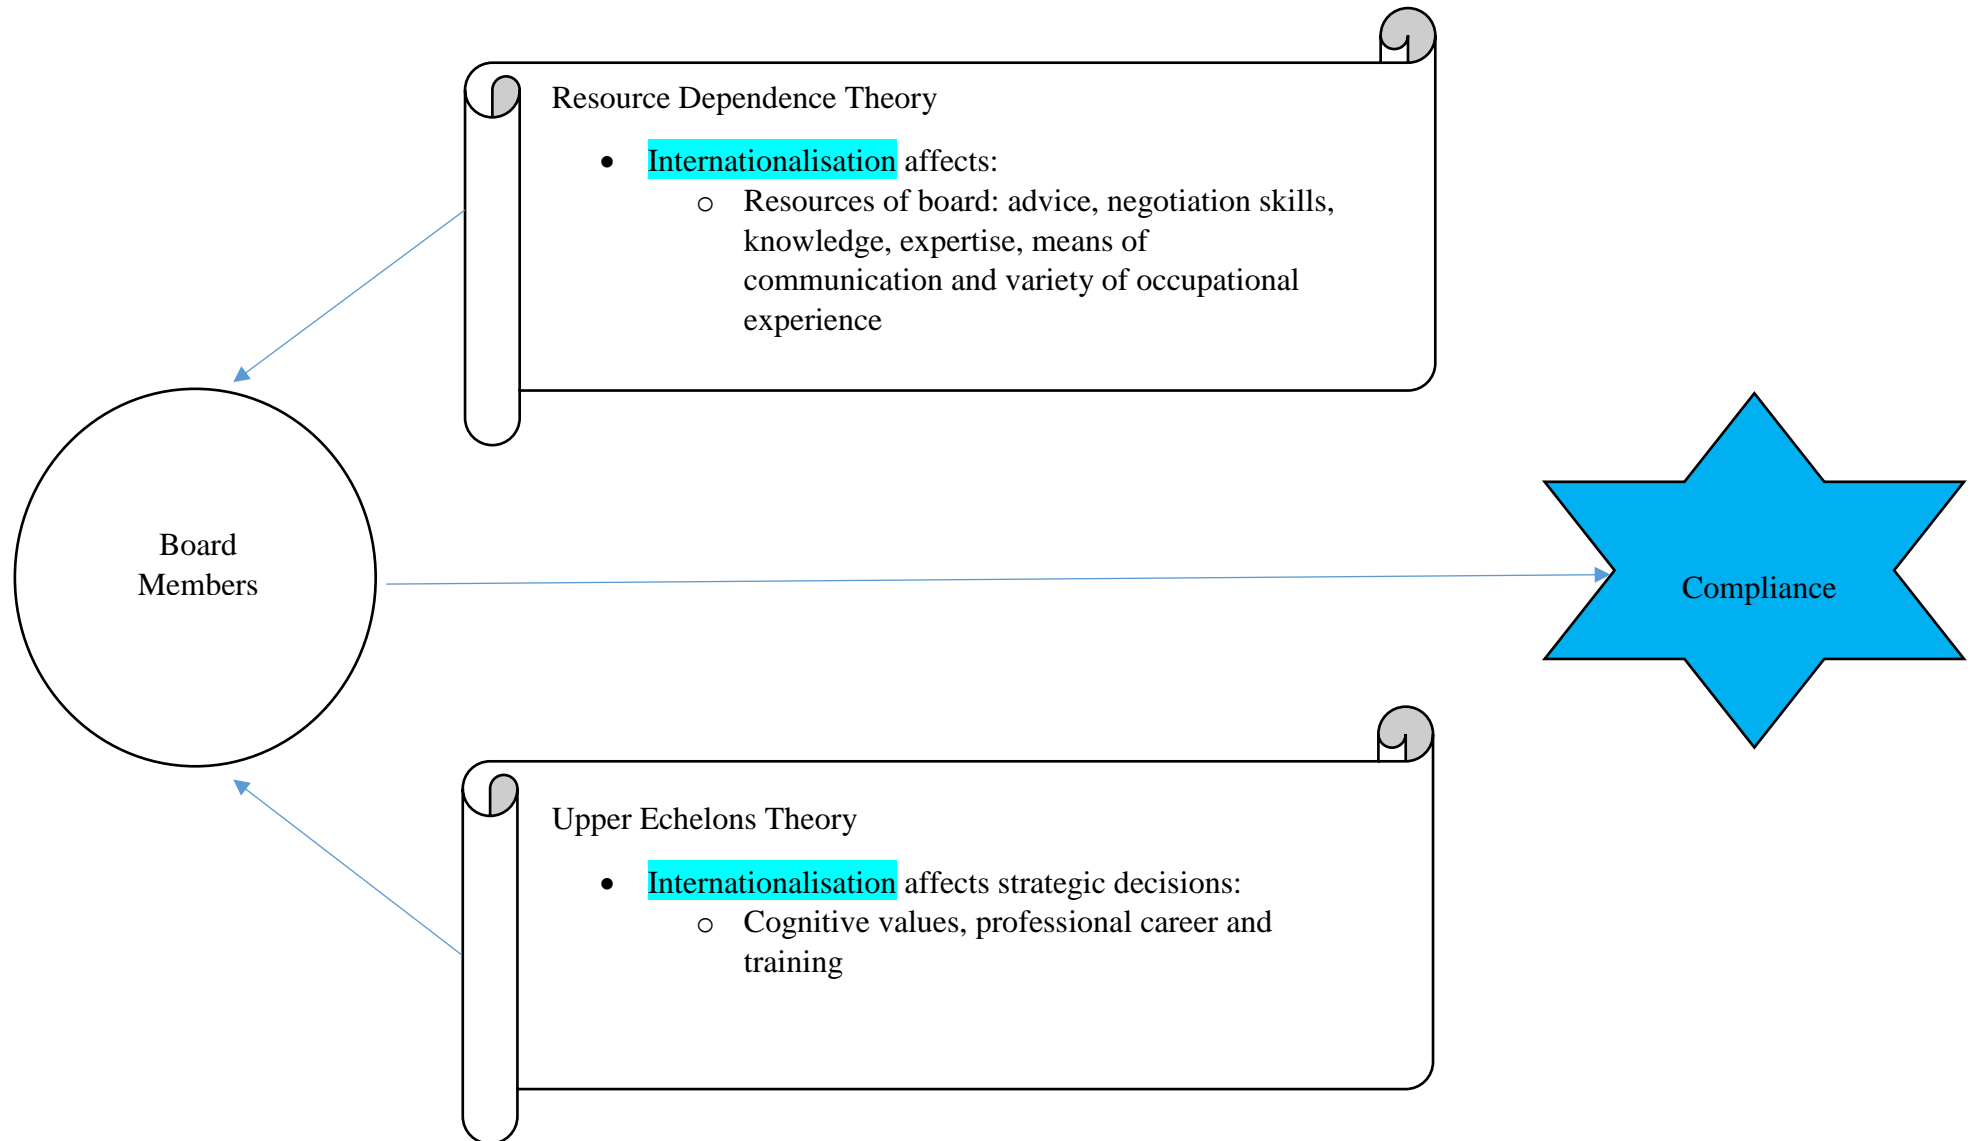 Resource Dependence Theory
• Internationalisation affects:
o Resources of board: advice, negotiation skills,
knowledge, expertise, means of
communication and variety of occupational
experience
Board
Members
Compliance
Upper Echelons Theory
• Internationalisation affects strategic decisions:
o Cognitive values, professional career and
training